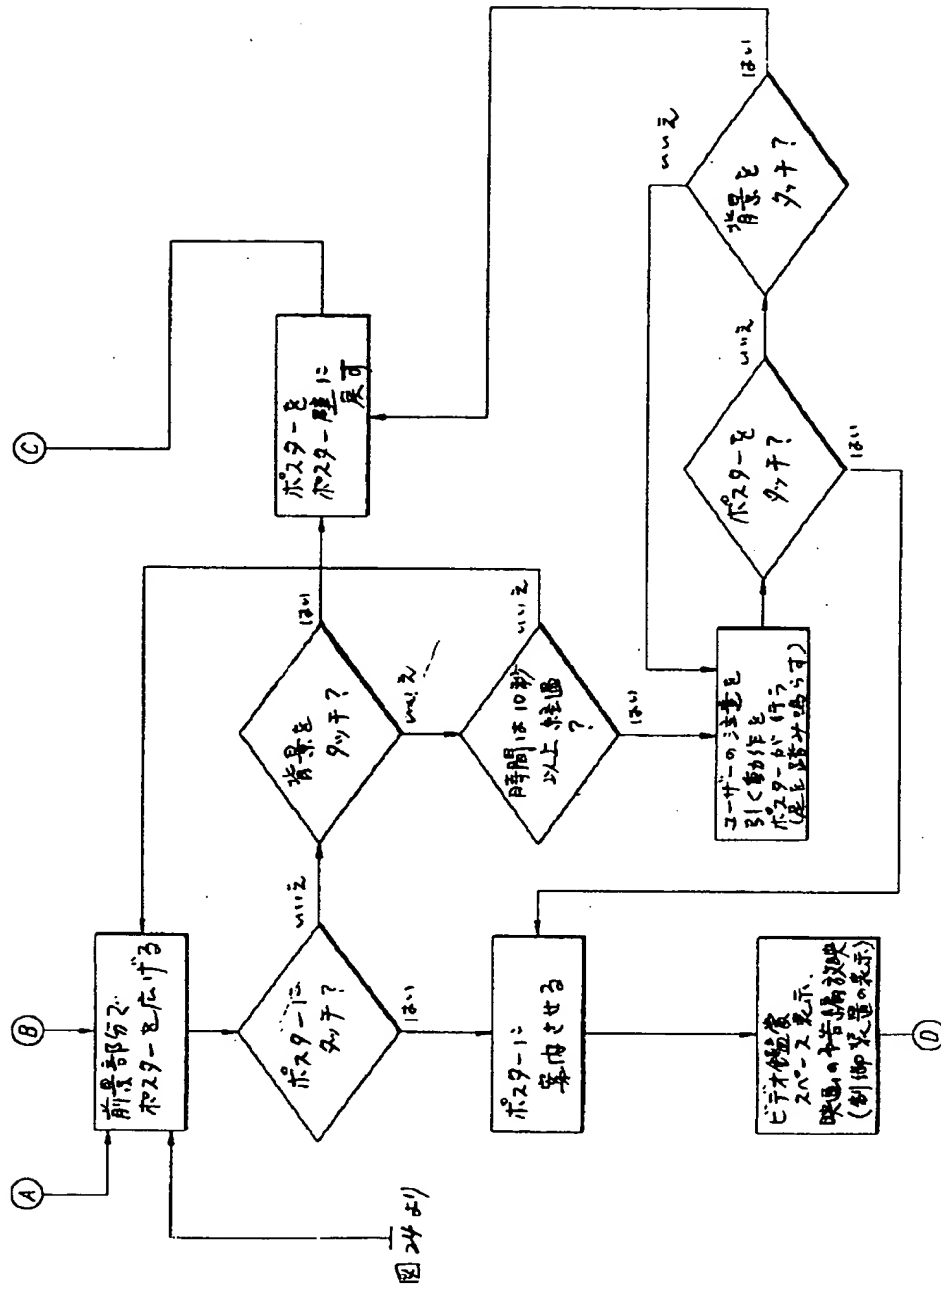 Ⓐ
Ⓑ
Ⓒ
図24より
前景部分で
ポスターを広げる
ポスターに
タッチ？
いいえ
はい
背景を
タッチ？
はい
いいえ
ポスターを
ポスター壁に
戻す
時間は10秒
以上経過
？
いいえ
はい
ポスターに
案内させる
ユーザーの注意を
引く動作を
ポスターが行う
(足を踏み鳴らす)
ポスターを
タッチ？
いいえ
はい
背景を
タッチ？
いいえ
はい
ビデオ鑑賞
スペース表示.
映画の予告編放映
(制御装置の表示)
Ⓓ